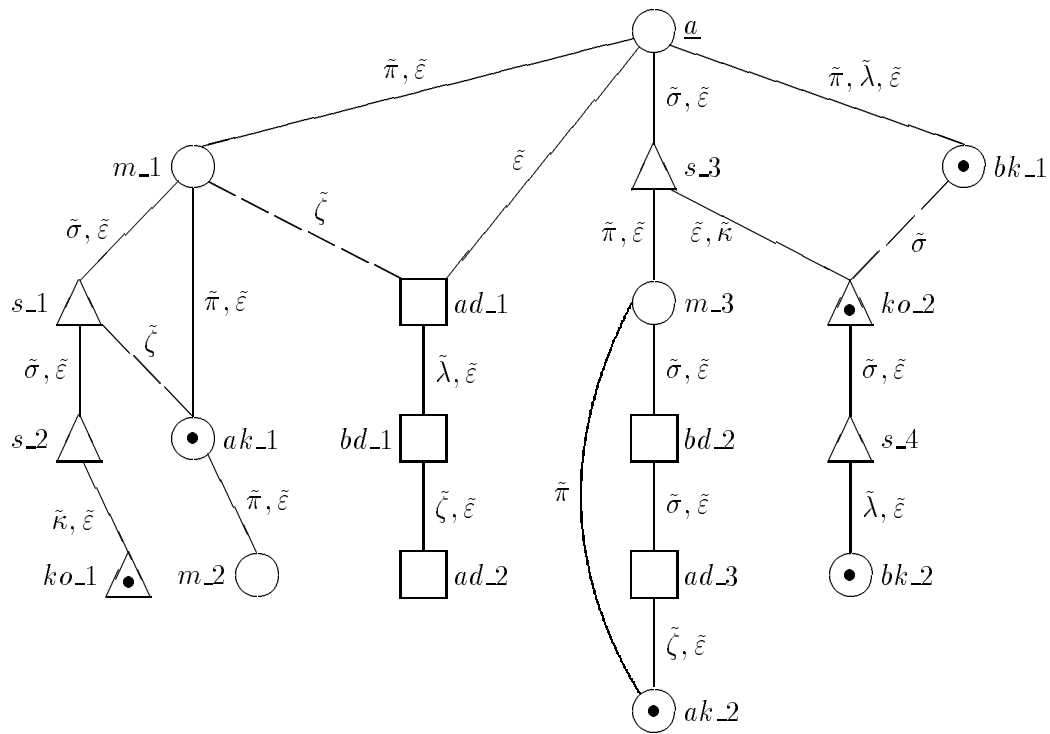 a
π̃, ε̃
σ̃, ε̃
π̃, λ̃, ε̃
m_1
ε̃
s_3
bk_1
ζ̃
σ̃, ε̃
π̃, ε̃
ε̃, κ̃
σ̃
s_1
π̃, ε̃
ad_1
m_3
ko_2
ζ̃
σ̃, ε̃
λ̃, ε̃
σ̃, ε̃
σ̃, ε̃
s_2
ak_1
bd_1
bd_2
s_4
π̃
κ̃, ε̃
π̃, ε̃
ζ̃, ε̃
σ̃, ε̃
λ̃, ε̃
ko_1
m_2
ad_2
ad_3
bk_2
ζ̃, ε̃
ak_2